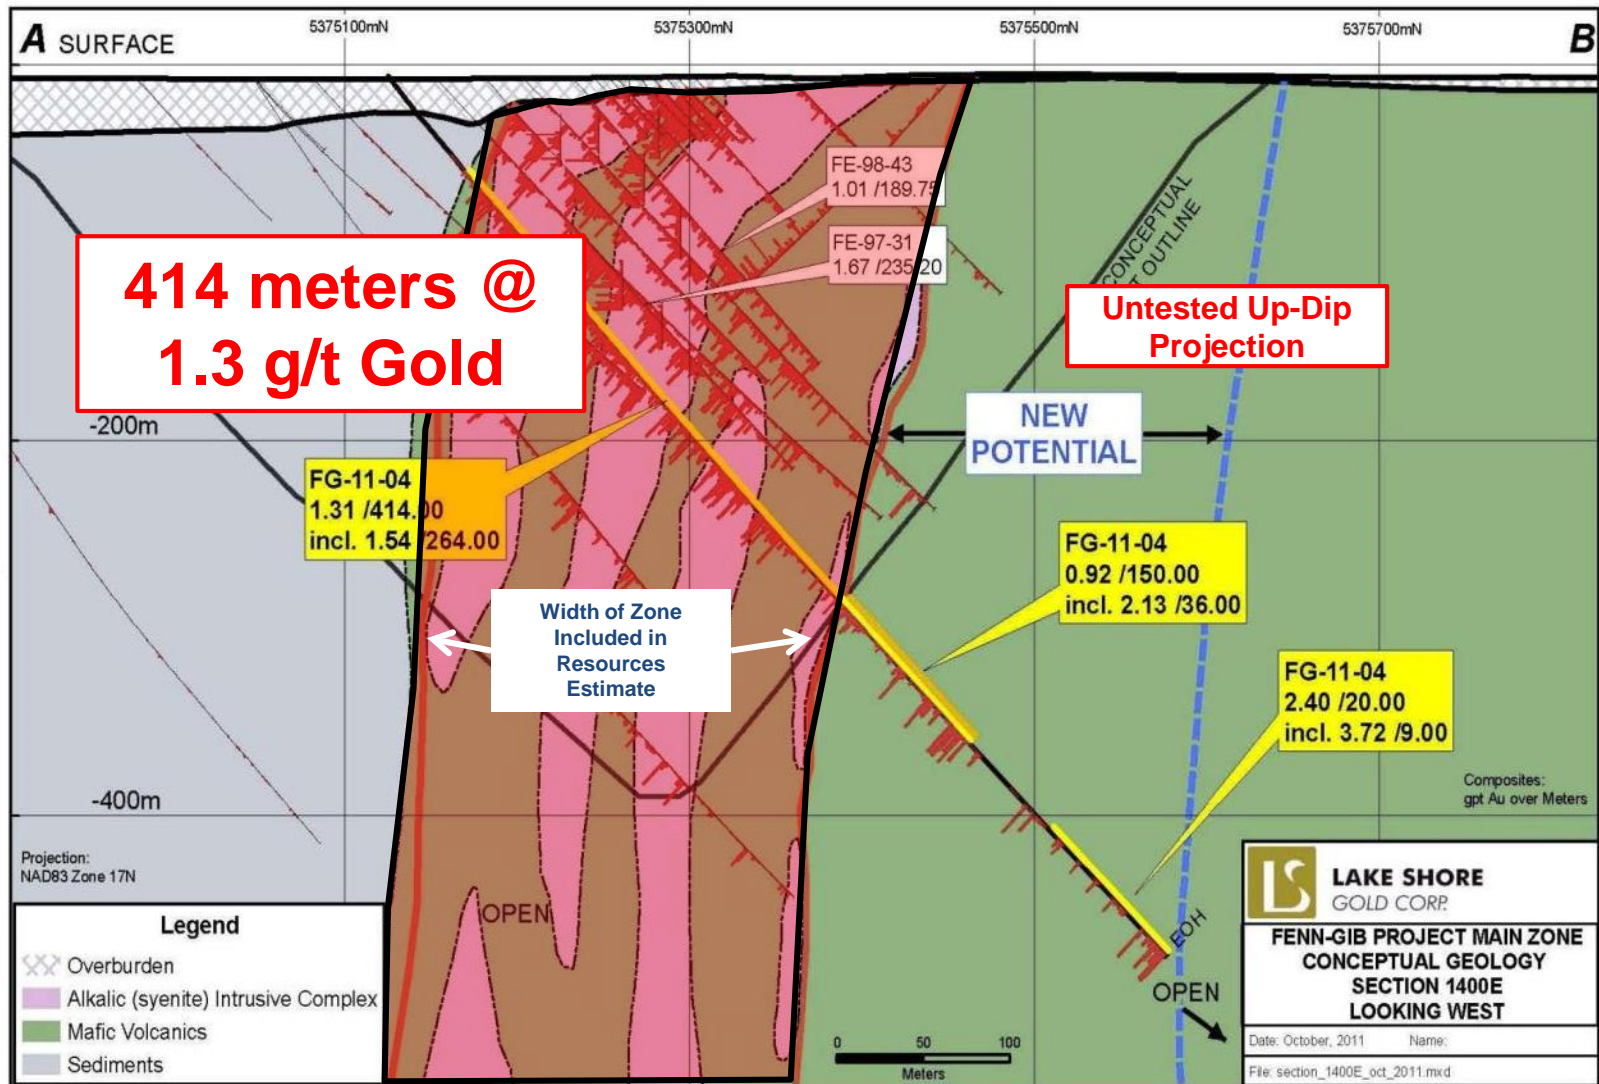 A SURFACE
5375100mN
5375300mN
5375500mN
5375700mN
B
FE-98-43
1.01 /189.75
FE-97-31
1.67 /235.20
CONCEPTUAL
OUTLINE
414 meters @
1.3 g/t Gold
Untested Up-Dip
Projection
NEW
POTENTIAL
-200m
FG-11-04
1.31 /414.00
incl. 1.54 /264.00
FG-11-04
0.92 /150.00
incl. 2.13 /36.00
Width of Zone
Included in
Resources
Estimate
FG-11-04
2.40 /20.00
incl. 3.72 /9.00
-400m
Composites:
gpt Au over Meters
Projection:
NAD83 Zone 17N
OPEN
EOH
OPEN
Legend
Overburden
Alkalic (syenite) Intrusive Complex
Mafic Volcanics
Sediments
0 50 100
Meters
LS
LAKE SHORE
GOLD CORP.
FENN-GIB PROJECT MAIN ZONE
CONCEPTUAL GEOLOGY
SECTION 1400E
LOOKING WEST
Date: October, 2011 Name:
File: section_1400E_oct_2011.mxd